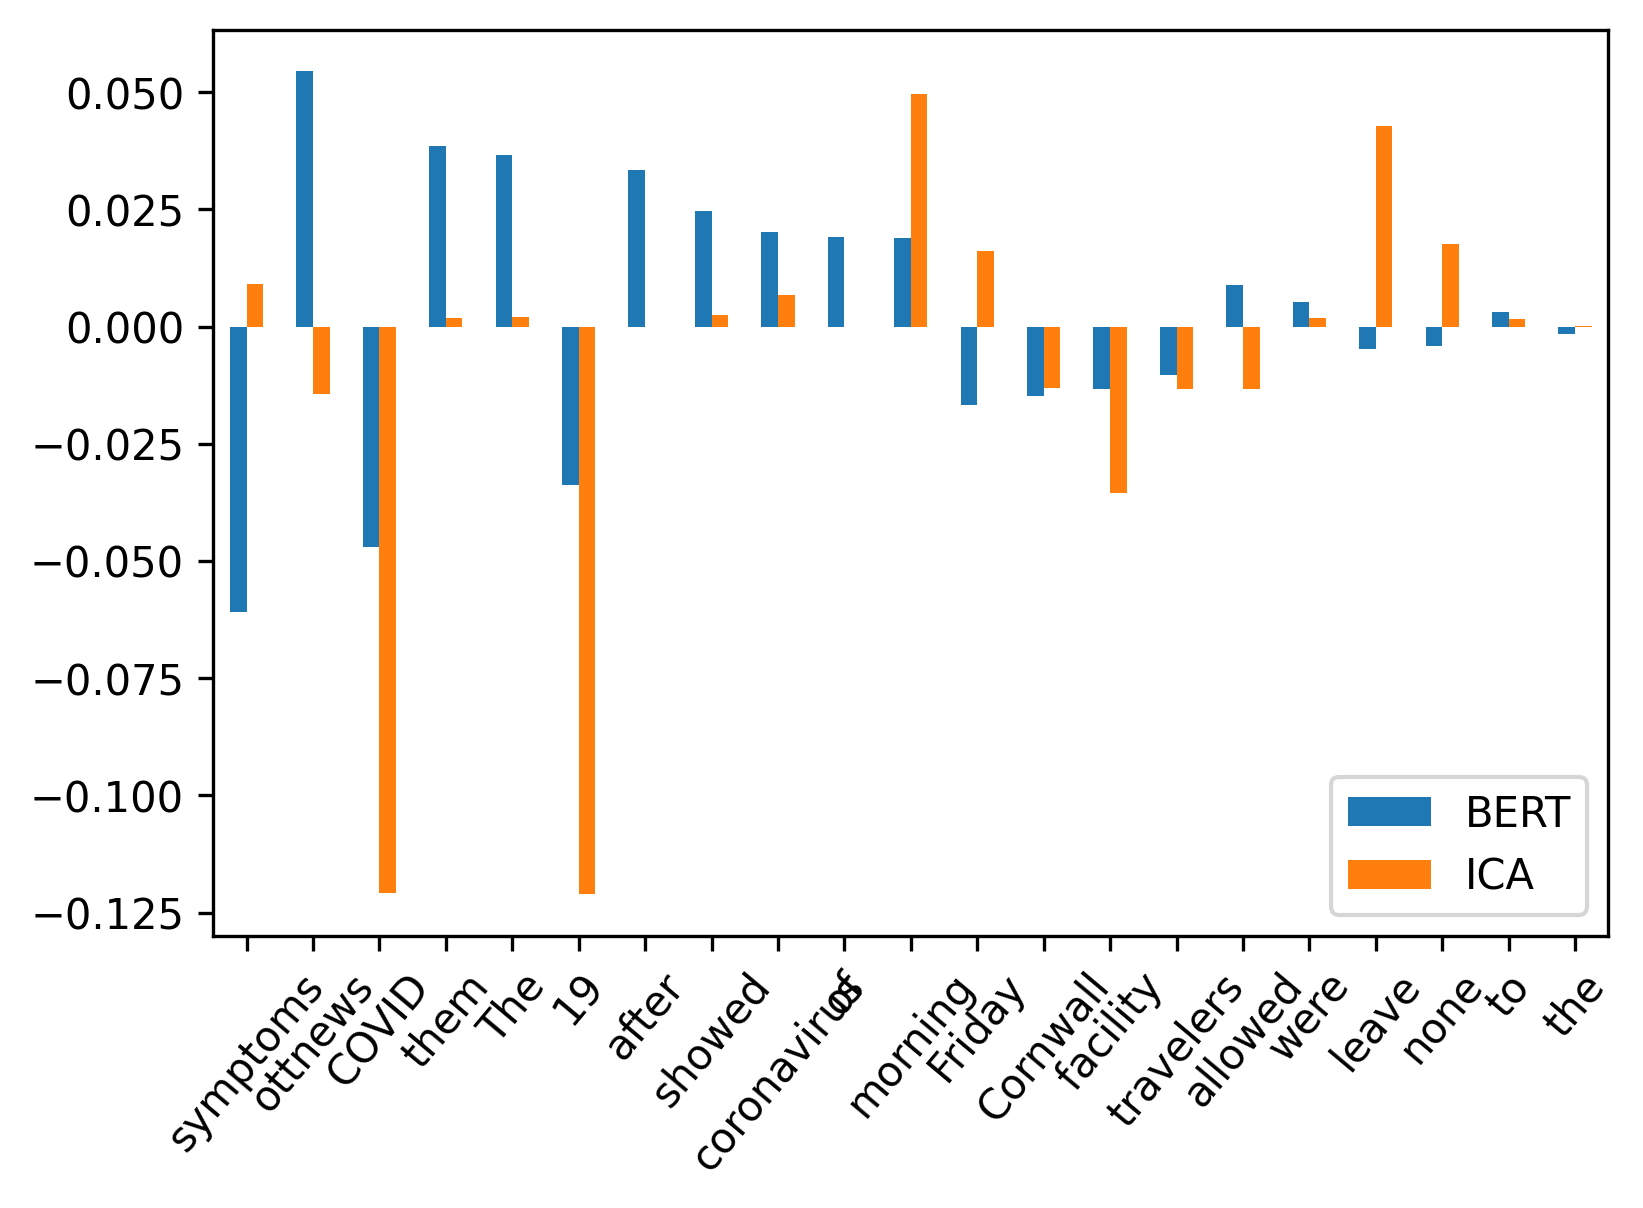 0.050
0.025
0.000
−0.025
−0.050
−0.075
−0.100
−0.125
BERT
ICA
symptoms
ottnews
COVID
them
The
19
after
showed
coronavirus
of
morning
Friday
Cornwall
facility
travelers
allowed
were
leave
none
to
the